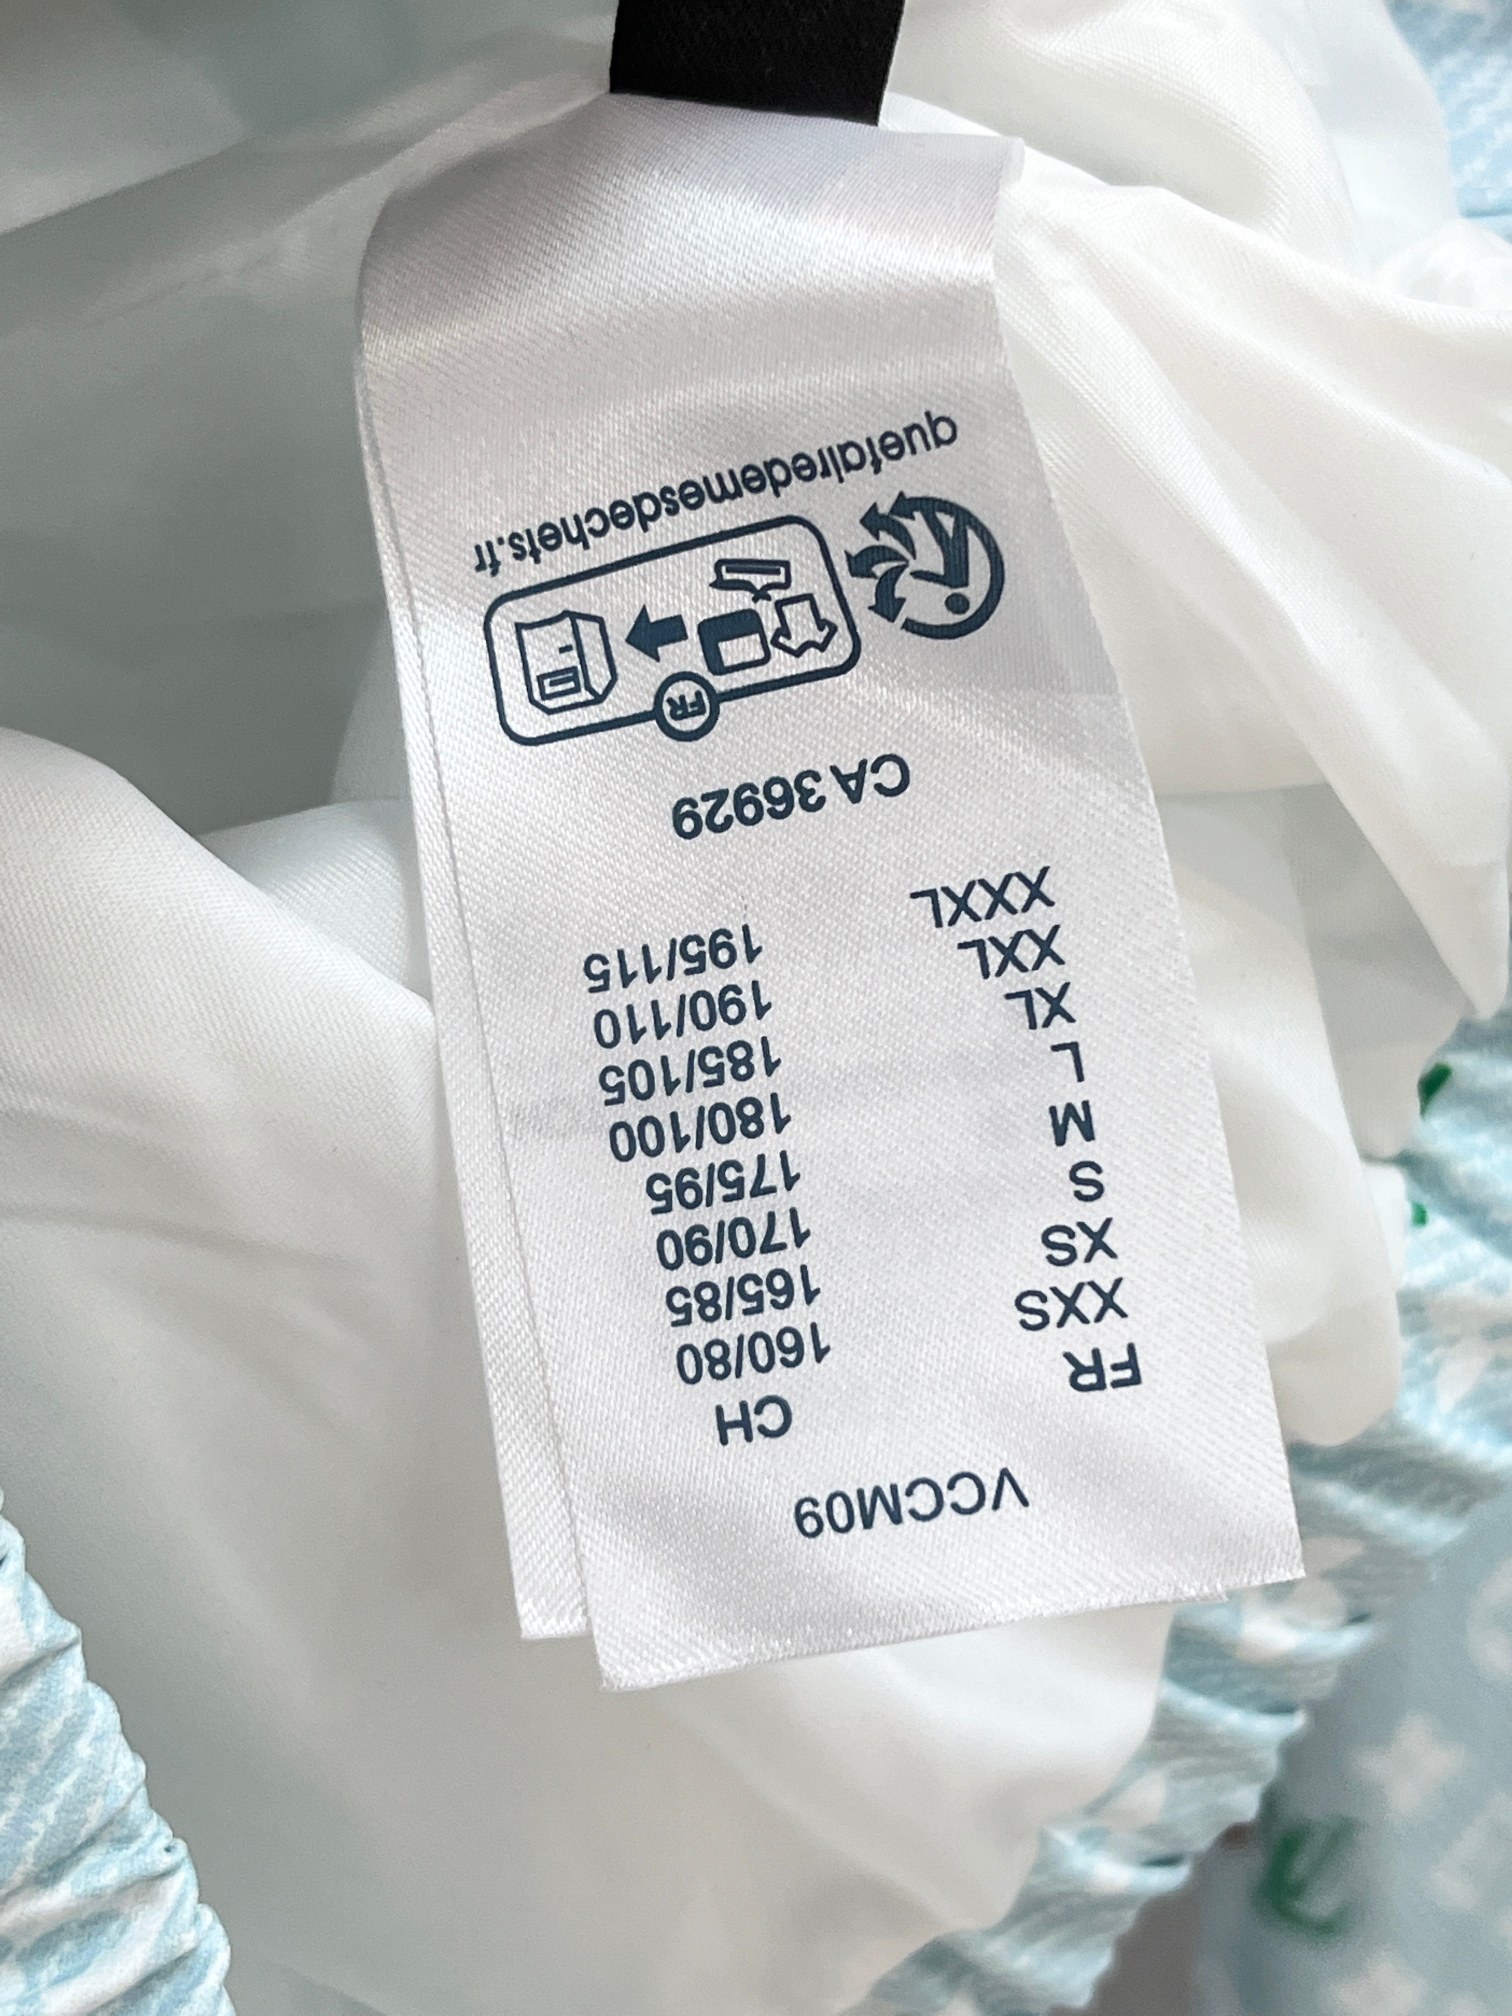 VCCM09
FR CH
XXS 160/80
XS 165/85
S 170/90
M 175/95
L 180/100
XL 185/105
XXL 190/110
XXXL 195/115
CA 36929
FR
quefairedemesdechets.fr